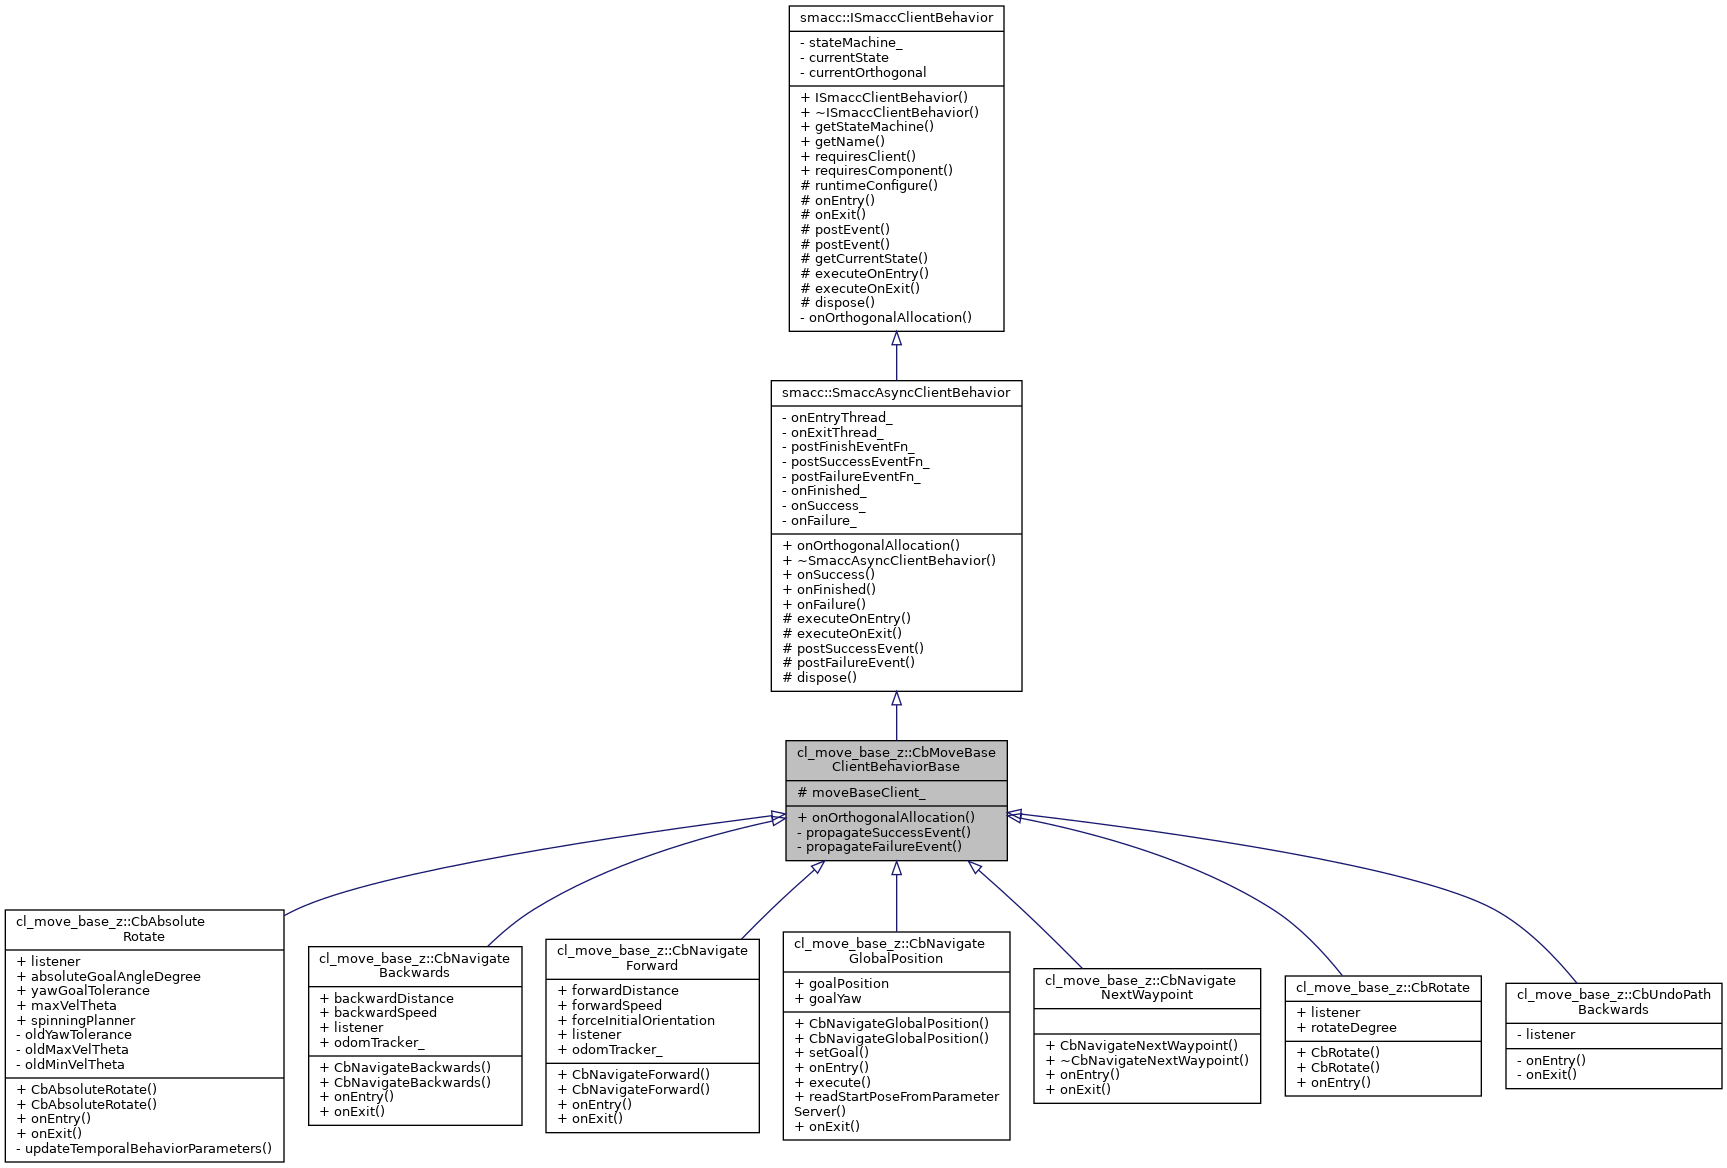 smacc::ISmaccClientBehavior
- stateMachine_
- currentState
- currentOrthogonal
+ ISmaccClientBehavior()
+ ~ISmaccClientBehavior()
+ getStateMachine()
+ getName()
+ requiresClient()
+ requiresComponent()
# runtimeConfigure()
# onEntry()
# onExit()
# postEvent()
# postEvent()
# getCurrentState()
# executeOnEntry()
# executeOnExit()
# dispose()
- onOrthogonalAllocation()
smacc::SmaccAsyncClientBehavior
- onEntryThread_
- onExitThread_
- postFinishEventFn_
- postSuccessEventFn_
- postFailureEventFn_
- onFinished_
- onSuccess_
- onFailure_
+ onOrthogonalAllocation()
+ ~SmaccAsyncClientBehavior()
+ onSuccess()
+ onFinished()
+ onFailure()
# executeOnEntry()
# executeOnExit()
# postSuccessEvent()
# postFailureEvent()
# dispose()
cl_move_base_z::CbMoveBase
ClientBehaviorBase
# moveBaseClient_
+ onOrthogonalAllocation()
- propagateSuccessEvent()
- propagateFailureEvent()
cl_move_base_z::CbAbsolute
Rotate
+ listener
+ absoluteGoalAngleDegree
+ yawGoalTolerance
+ maxVelTheta
+ spinningPlanner
- oldYawTolerance
- oldMaxVelTheta
- oldMinVelTheta
+ CbAbsoluteRotate()
+ CbAbsoluteRotate()
+ onEntry()
+ onExit()
- updateTemporalBehaviorParameters()
cl_move_base_z::CbNavigate
Backwards
+ backwardDistance
+ backwardSpeed
+ listener
+ odomTracker_
+ CbNavigateBackwards()
+ CbNavigateBackwards()
+ onEntry()
+ onExit()
cl_move_base_z::CbNavigate
Forward
+ forwardDistance
+ forwardSpeed
+ forceInitialOrientation
+ listener
+ odomTracker_
+ CbNavigateForward()
+ CbNavigateForward()
+ onEntry()
+ onExit()
cl_move_base_z::CbNavigate
GlobalPosition
+ goalPosition
+ goalYaw
+ CbNavigateGlobalPosition()
+ CbNavigateGlobalPosition()
+ setGoal()
+ onEntry()
+ execute()
+ readStartPoseFromParameter
Server()
+ onExit()
cl_move_base_z::CbNavigate
NextWaypoint
+ CbNavigateNextWaypoint()
+ ~CbNavigateNextWaypoint()
+ onEntry()
+ onExit()
cl_move_base_z::CbRotate
+ listener
+ rotateDegree
+ CbRotate()
+ CbRotate()
+ onEntry()
cl_move_base_z::CbUndoPath
Backwards
- listener
- onEntry()
- onExit()